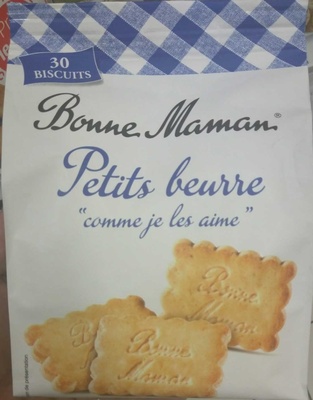 30
BISCUITS
Bonne Maman®
Petits beurre
"comme je les aime"
Bonne
Maman
Bonne
Maman